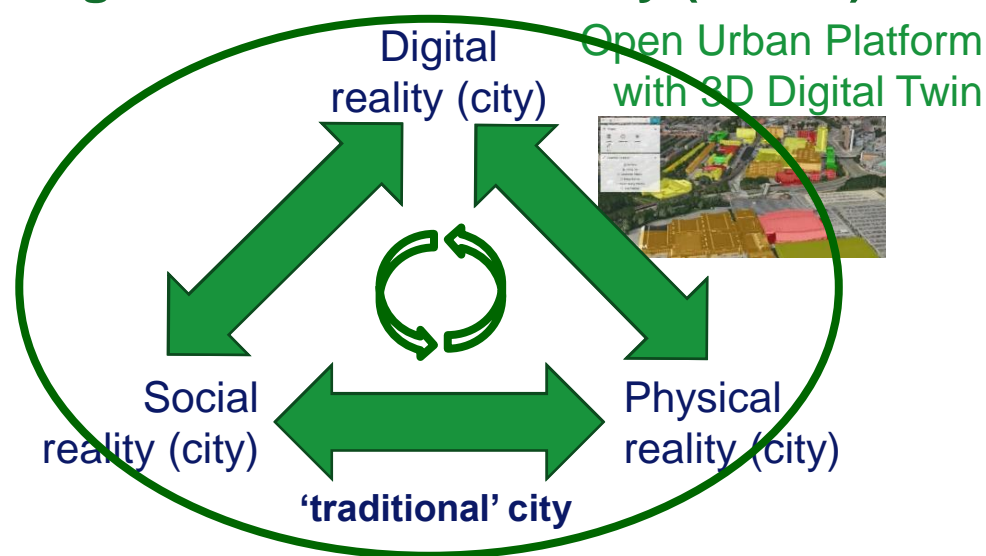 Digital
reality (city)
Open Urban Platform
with 3D Digital Twin
Social
reality (city)
Physical
reality (city)
‘traditional’ city